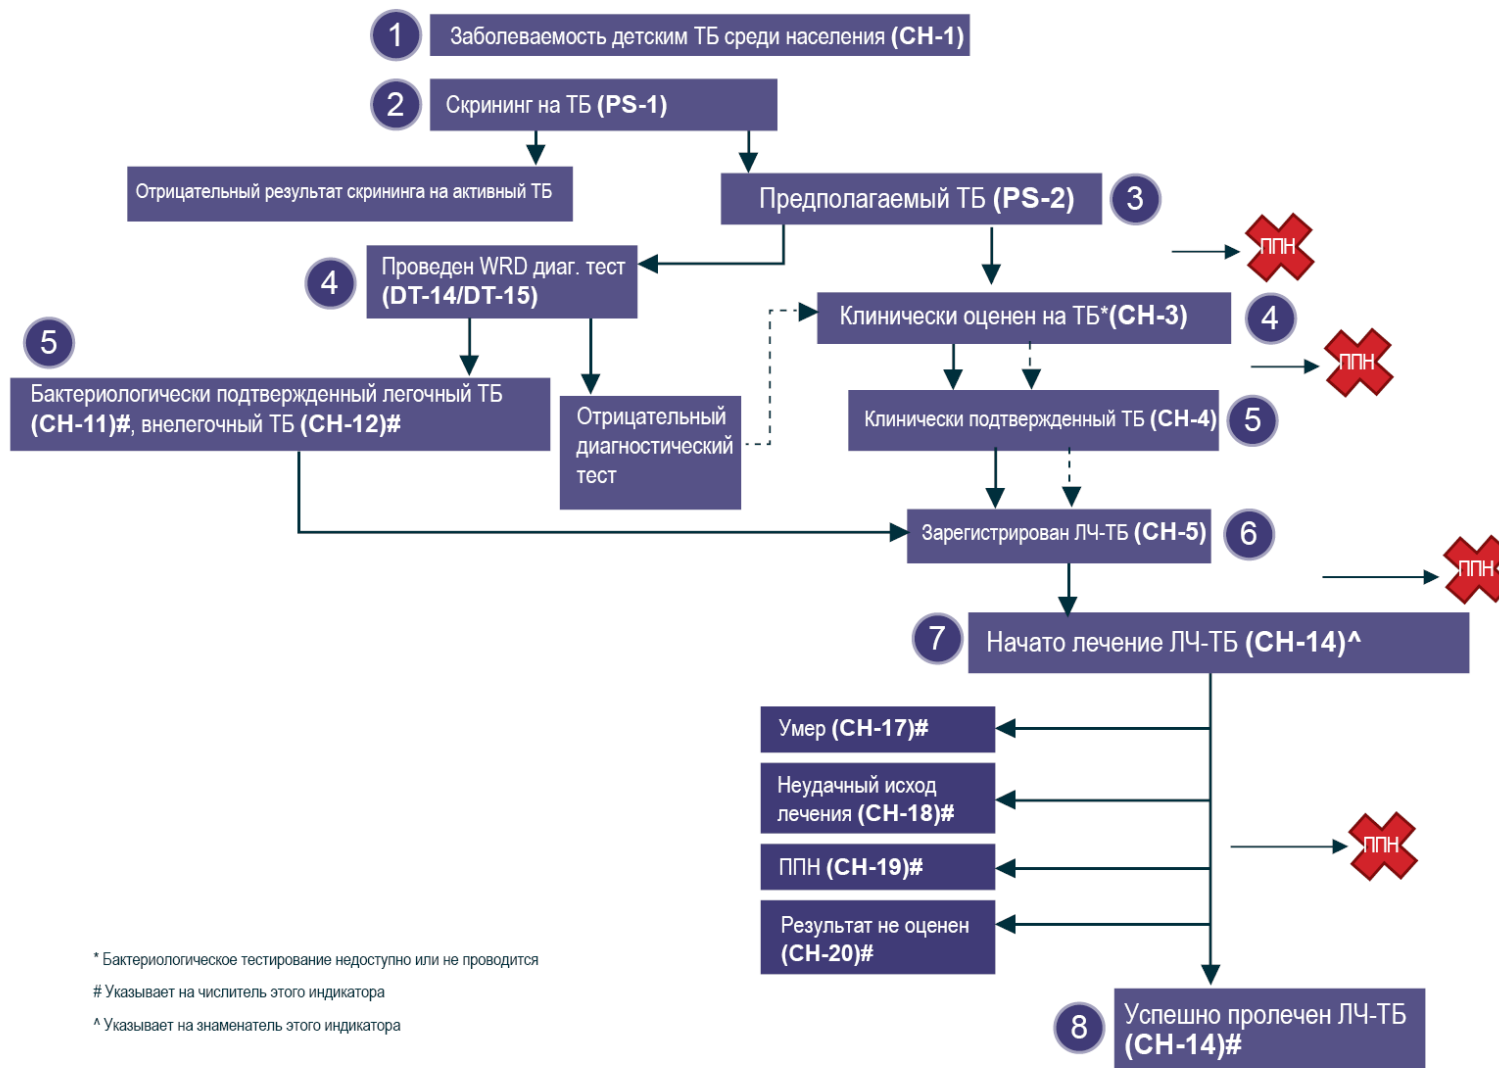 1
Заболеваемость детским ТБ среди населения (CH-1)
2
Скрининг на ТБ (PS-1)
Отрицательный результат скрининга на активный ТБ
Предполагаемый ТБ (PS-2)
3
ППН
4
Проведен WRD диаг. тест
(DT-14/DT-15)
Клинически оценен на ТБ*(CH-3)
4
ППН
5
Бактериологически подтвержденный легочный ТБ
(CH-11)#, внелегочный ТБ (CH-12)#
Отрицательный
диагностический
тест
Клинически подтвержденный ТБ (CH-4)
5
Зарегистрирован ЛЧ-ТБ (CH-5)
6
ППН
7
Начато лечение ЛЧ-ТБ (CH-14)^
Умер (CH-17)#
Неудачный исход
лечения (CH-18)#
ППН
ППН (CH-19)#
Результат не оценен
(CH-20)#
8
Успешно пролечен ЛЧ-ТБ
(CH-14)#
* Бактериологическое тестирование недоступно или не проводится
# Указывает на числитель этого индикатора
^ Указывает на знаменатель этого индикатора